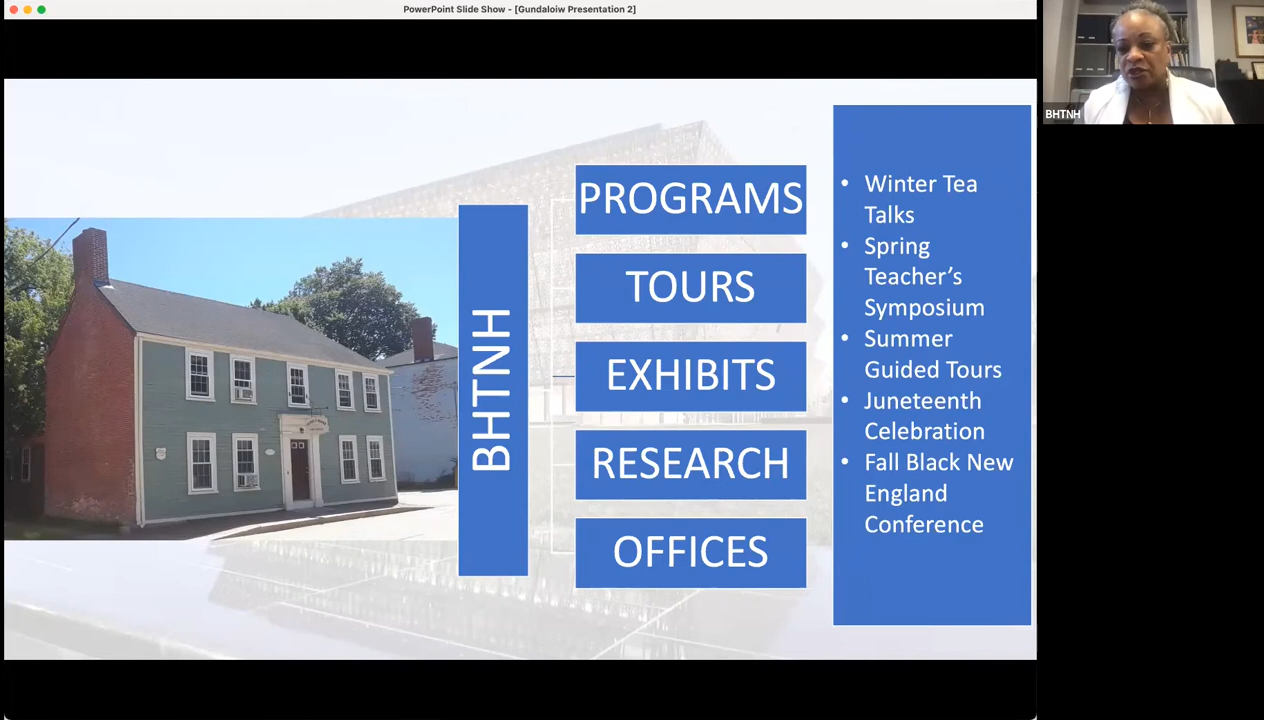 PowerPoint Slide Show - [Gundaloiw Presentation 2]
BHTNH
BHTNH
PROGRAMS
TOURS
EXHIBITS
RESEARCH
OFFICES
• Winter Tea
Talks
• Spring
Teacher’s
Symposium
• Summer
Guided Tours
• Juneteenth
Celebration
• Fall Black New
England
Conference